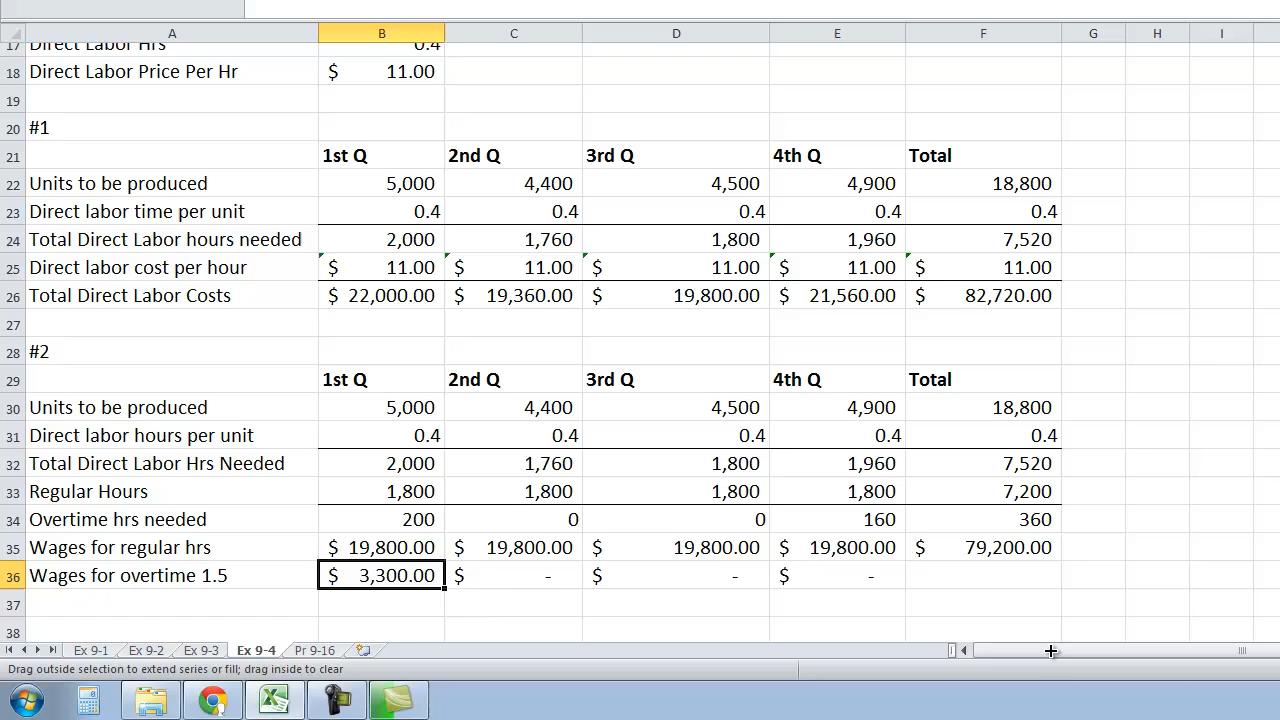 A B C D E F G H I
17 Direct Labor Hrs 0.4
18 Direct Labor Price Per Hr $ 11.00
19
20 #1
21 1st Q 2nd Q 3rd Q 4th Q Total
22 Units to be produced 5,000 4,400 4,500 4,900 18,800
23 Direct labor time per unit 0.4 0.4 0.4 0.4 0.4
24 Total Direct Labor hours needed 2,000 1,760 1,800 1,960 7,520
25 Direct labor cost per hour $ 11.00 $ 11.00 $ 11.00 $ 11.00 $ 11.00
26 Total Direct Labor Costs $ 22,000.00 $ 19,360.00 $ 19,800.00 $ 21,560.00 $ 82,720.00
27
28 #2
29 1st Q 2nd Q 3rd Q 4th Q Total
30 Units to be produced 5,000 4,400 4,500 4,900 18,800
31 Direct labor hours per unit 0.4 0.4 0.4 0.4 0.4
32 Total Direct Labor Hrs Needed 2,000 1,760 1,800 1,960 7,520
33 Regular Hours 1,800 1,800 1,800 1,800 7,200
34 Overtime hrs needed 200 0 0 160 360
35 Wages for regular hrs $ 19,800.00 $ 19,800.00 $ 19,800.00 $ 19,800.00 $ 79,200.00
36 Wages for overtime 1.5 $ 3,300.00 $ - $ - $ -
37
38
Ex 9-1 Ex 9-2 Ex 9-3 Ex 9-4 Pr 9-16
Drag outside selection to extend series or fill; drag inside to clear